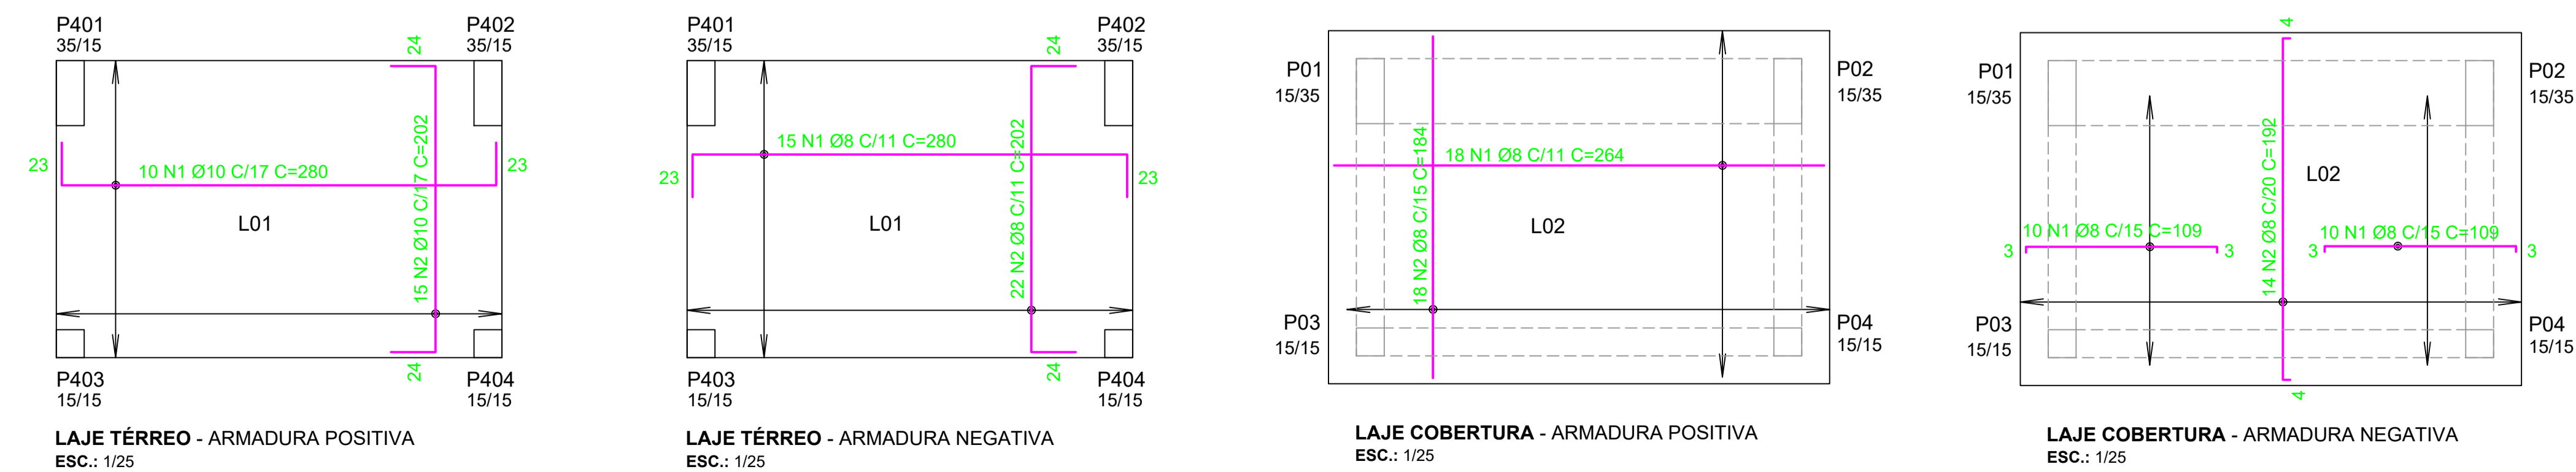 P401
35/15
24
P402
35/15
23
10 N1 Ø10 C/17 C=280
15 N2 Ø10 C/17 C=202
23
L01
24
P403
15/15
P404
15/15
LAJE TÉRREO - ARMADURA POSITIVA
ESC.: 1/25
P401
35/15
24
P402
35/15
15 N1 Ø8 C/11 C=280
23
22 N2 Ø8 C/11 C=202
23
L01
24
P403
15/15
P404
15/15
LAJE TÉRREO - ARMADURA NEGATIVA
ESC.: 1/25
P01
15/35
P02
15/35
18 N1 Ø8 C/11 C=264
18 N2 Ø8 C/15 C=184
L02
P03
15/15
P04
15/15
LAJE COBERTURA - ARMADURA POSITIVA
ESC.: 1/25
4
P01
15/35
P02
15/35
14 N2 Ø8 C/20 C=192
L02
10 N1 Ø8 C/15 C=109
3
3
10 N1 Ø8 C/15 C=109
3
3
P03
15/15
P04
15/15
4
LAJE COBERTURA - ARMADURA NEGATIVA
ESC.: 1/25